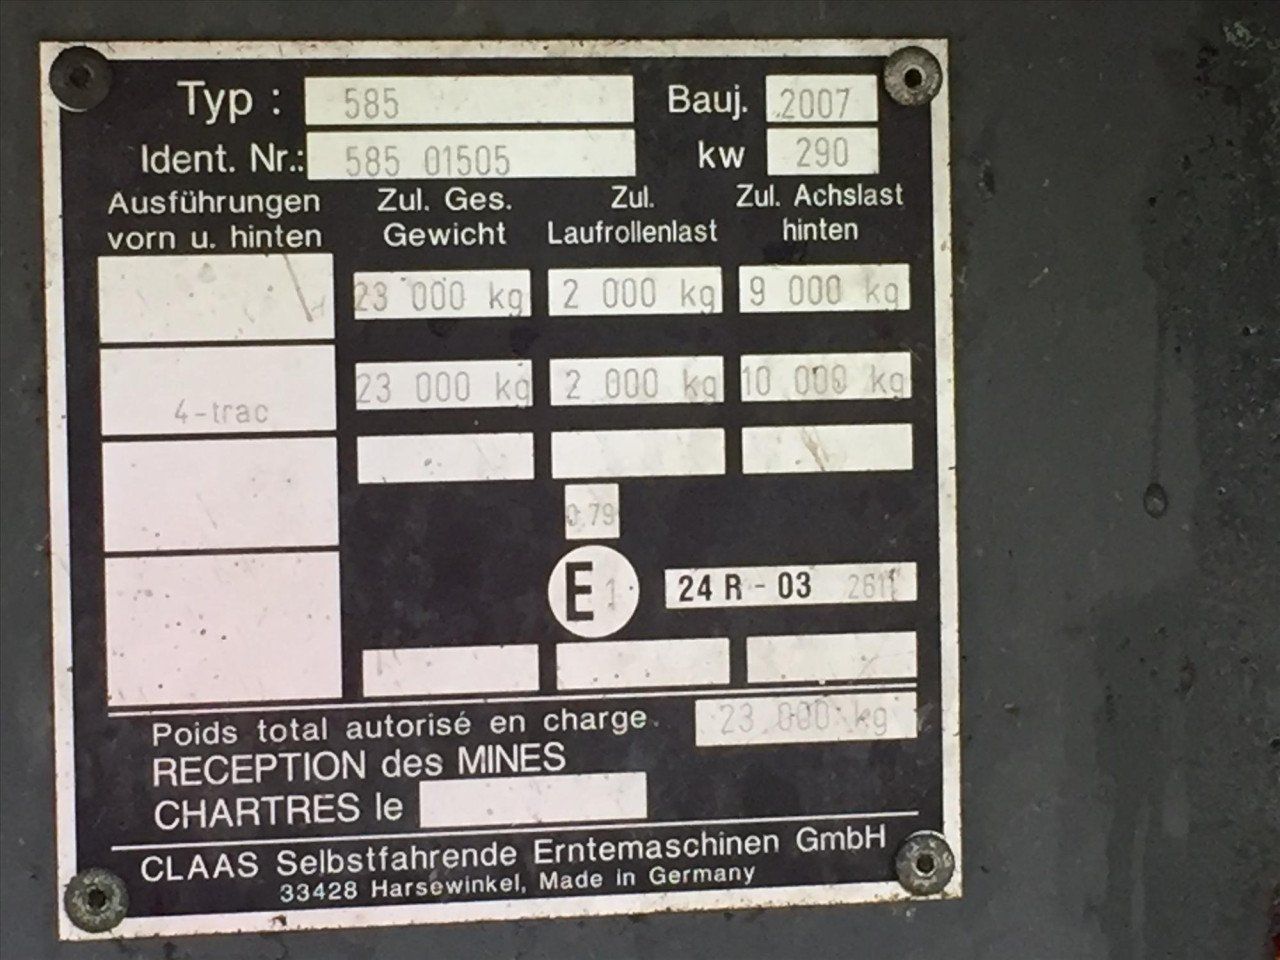 Typ : 585 Bauj. 2007
Ident. Nr.: 585 01505 kw 290
Ausführungen Zul. Ges. Zul. Zul. Achslast
vorn u. hinten Gewicht Laufrollenlast hinten
23 000 kg 2 000 kg 9 000 kg
4-trac 23 000 kg 2 000 kg 10 000 kg
0.79
E 1 24 R - 03
Poids total autorisé en charge 23 000 kg
RECEPTION des MINES
CHARTRES le
CLAAS Selbstfahrende Erntemaschinen GmbH
33428 Harsewinkel, Made in Germany